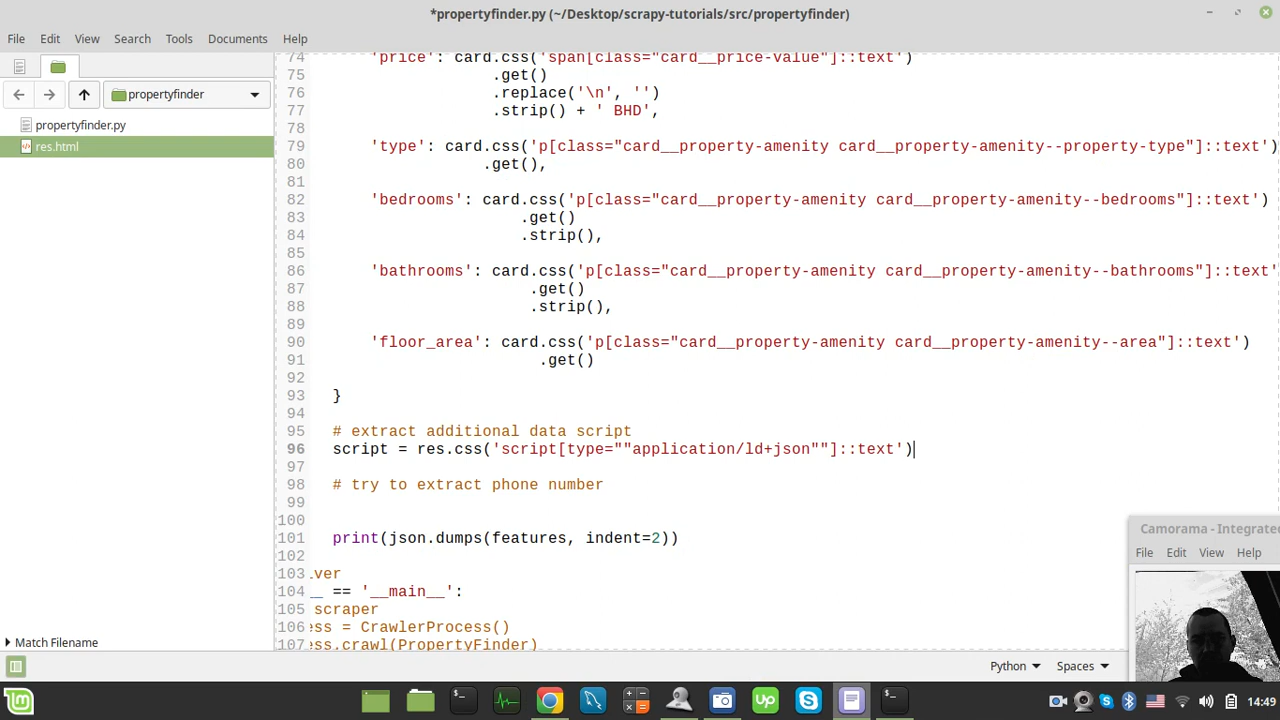 *propertyfinder.py (~/Desktop/scrapy-tutorials/src/propertyfinder)
File Edit View Search Tools Documents Help
propertyfinder
propertyfinder.py
res.html
74 'price': card.css('span[class="card__price-value"]::text')
75 .get()
76 .replace('\n', '')
77 .strip() + ' BHD',
78
79 'type': card.css('p[class="card__property-amenity card__property-amenity--property-type"]::text')
80 .get(),
81
82 'bedrooms': card.css('p[class="card__property-amenity card__property-amenity--bedrooms"]::text')
83 .get()
84 .strip(),
85
86 'bathrooms': card.css('p[class="card__property-amenity card__property-amenity--bathrooms"]::text'
87 .get()
88 .strip(),
89
90 'floor_area': card.css('p[class="card__property-amenity card__property-amenity--area"]::text')
91 .get()
92
93 }
94
95 # extract additional data script
96 script = res.css('script[type=""application/ld+json""]::text')
97
98 # try to extract phone number
99
100
101 print(json.dumps(features, indent=2))
102
103 iver
104 __ == '__main__':
105 scraper
106 ess = CrawlerProcess()
107 ess.crawl(PropertyFinder)
Match Filename
Python Spaces
Camorama - Integrated
File Edit View Help
14:49